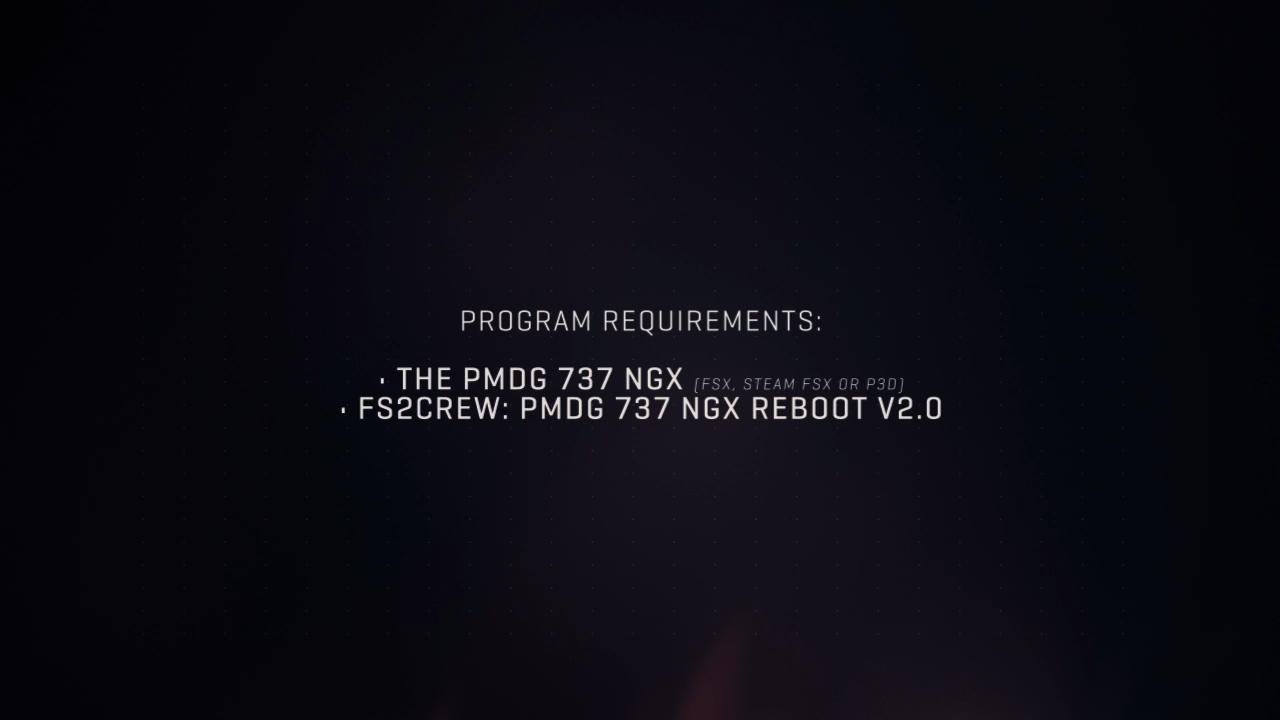 PROGRAM REQUIREMENTS:
· THE PMDG 737 NGX (FSX, STEAM FSX OR P3D)
· FS2CREW: PMDG 737 NGX REBOOT V2.0